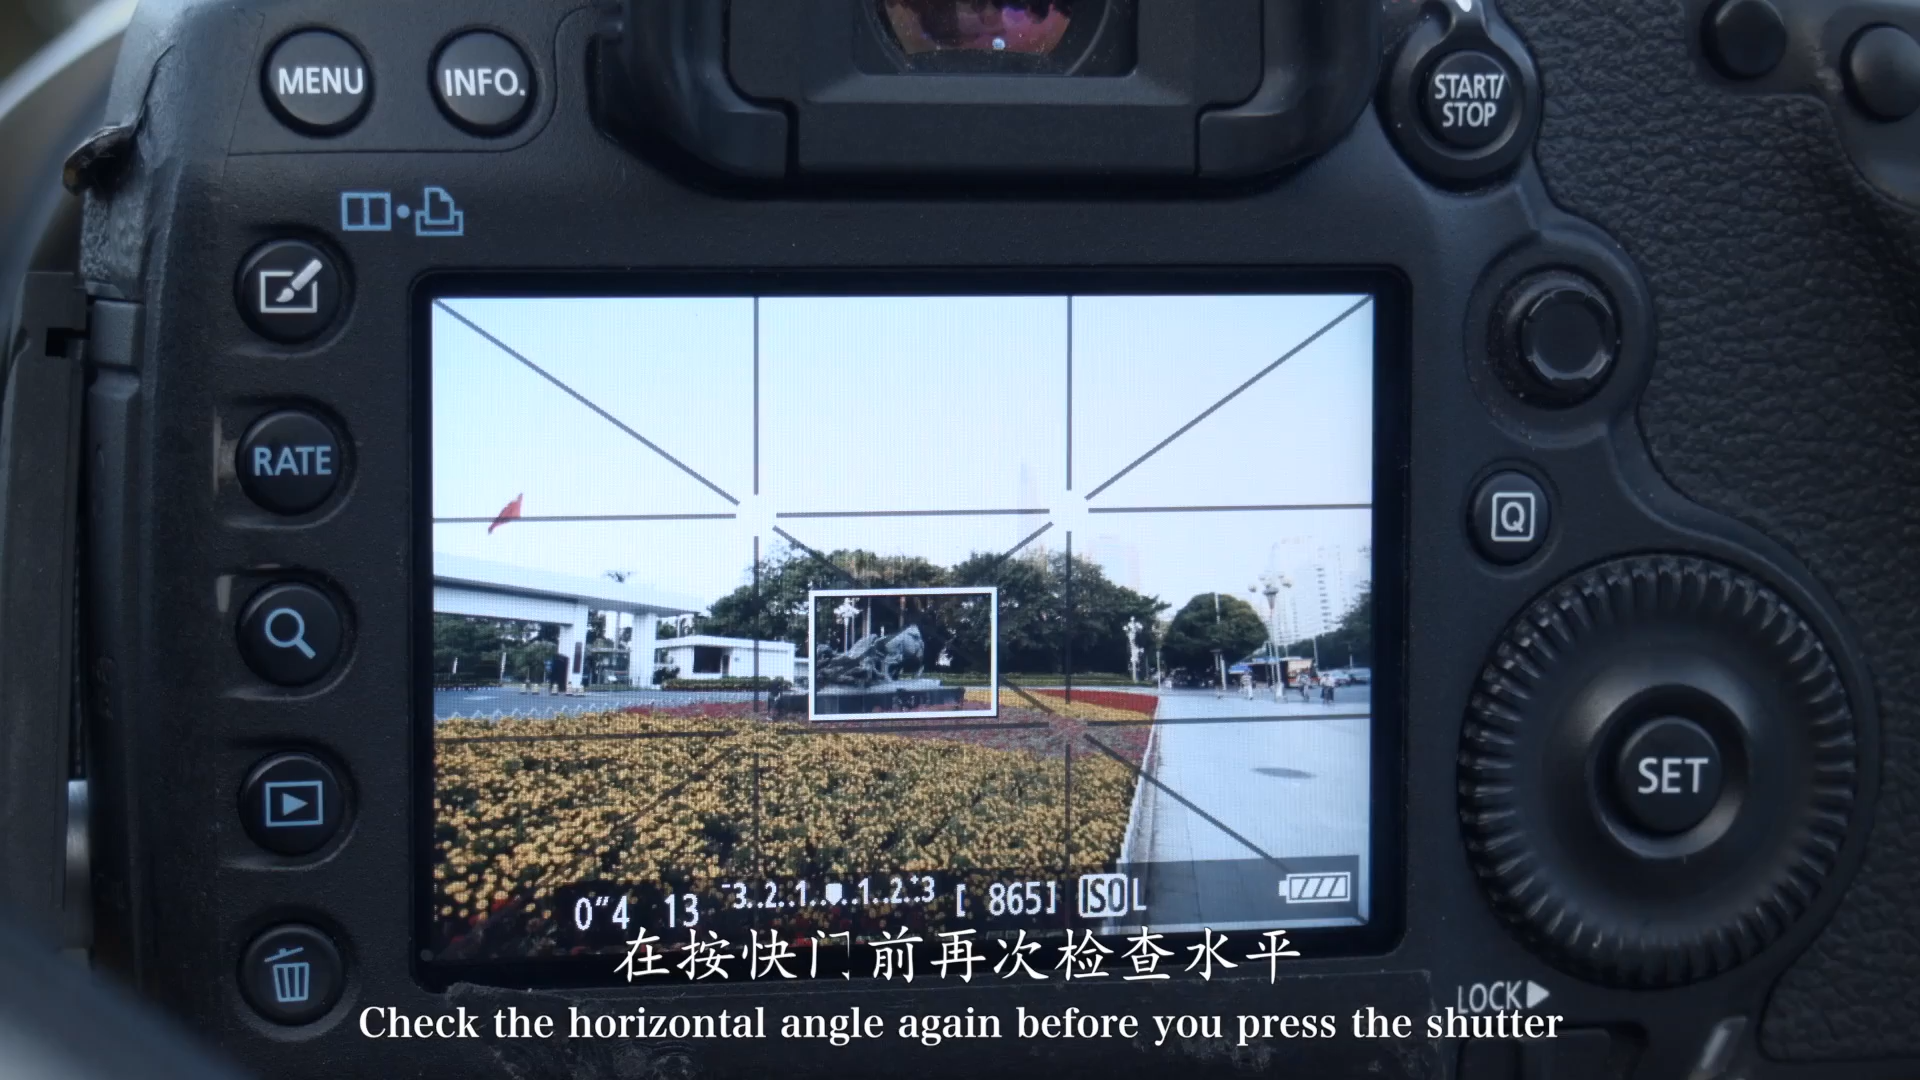 MENU
INFO.
START/
STOP
RATE
Q
SET
0"4 13 -3..2..1..▼..1..2..+3 [ 865] ISO L
在按快门前再次检查水平
LOCK▶
Check the horizontal angle again before you press the shutter